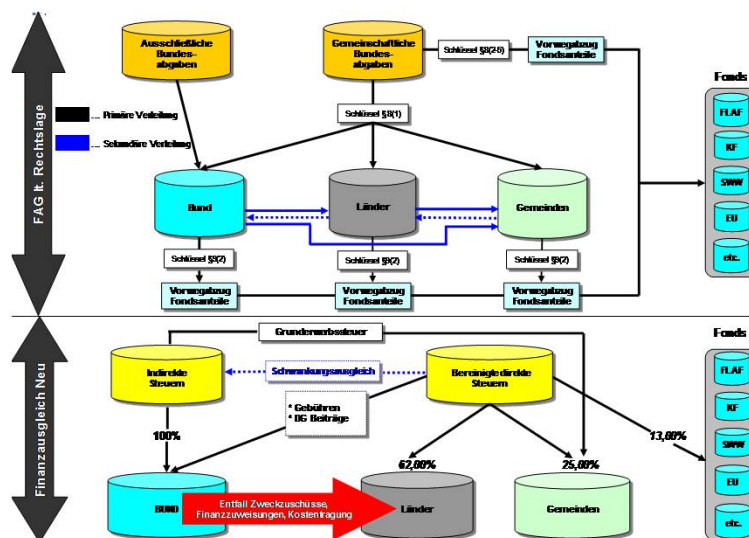 FAG lt. Rechtslage
Ausschließliche
Bundes-
abgaben
Gemeinschaftliche
Bundes-
abgaben
Schlüssel §8(2-5)
Vorwegabzug
Fondsanteile
Fonds
FLAF
KF
SWW
EU
etc.
... Primäre Verteilung
... Sekundäre Verteilung
Schlüssel §8(1)
Bund
Länder
Gemeinden
Schlüssel §9(2)
Schlüssel §9(2)
Schlüssel §9(2)
Vorwegabzug
Fondsanteile
Vorwegabzug
Fondsanteile
Vorwegabzug
Fondsanteile
Finanzausgleich Neu
Grunderwerbssteuer
Fonds
Indirekte
Steuern
Schwankungsausgleich
Bereinigte direkte
Steuern
FLAF
KF
SWW
EU
etc.
* Gebühren
* DG Beiträge
100%
62,00%
25,00%
13,00%
BUND
Entfall Zweckzuschüsse,
Finanzzuweisungen, Kostentragung
Länder
Gemeinden